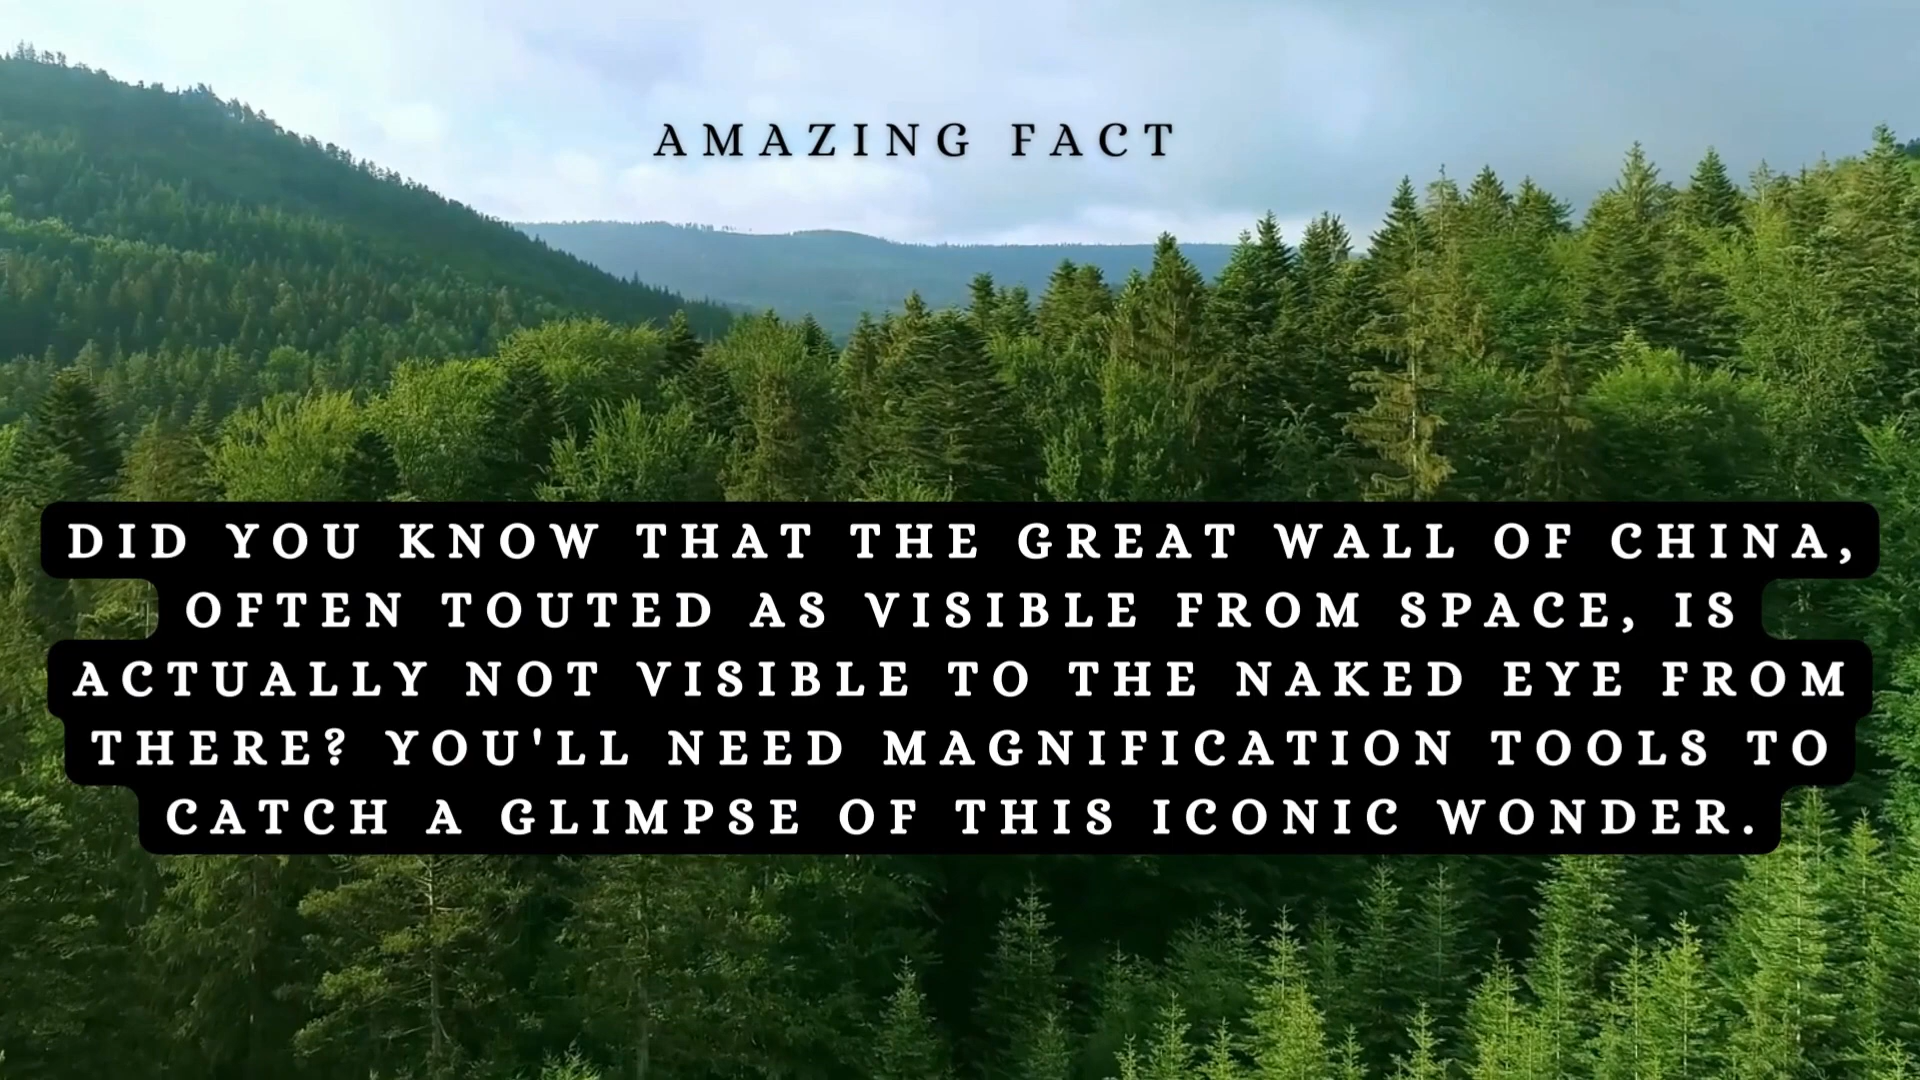 AMAZING FACT
DID YOU KNOW THAT THE GREAT WALL OF CHINA,
OFTEN TOUTED AS VISIBLE FROM SPACE, IS
ACTUALLY NOT VISIBLE TO THE NAKED EYE FROM
THERE? YOU'LL NEED MAGNIFICATION TOOLS TO
CATCH A GLIMPSE OF THIS ICONIC WONDER.